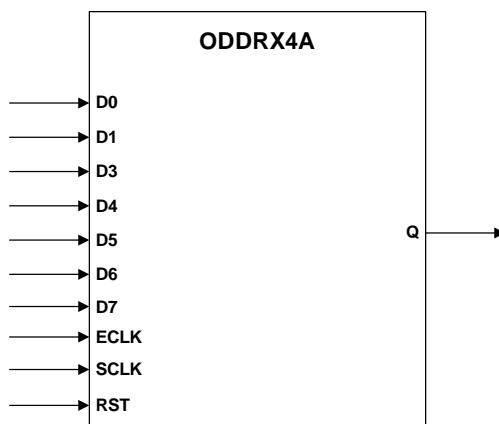 ODDRX4A
D0
D1
D3
D4
D5
Q
D6
D7
ECLK
SCLK
RST